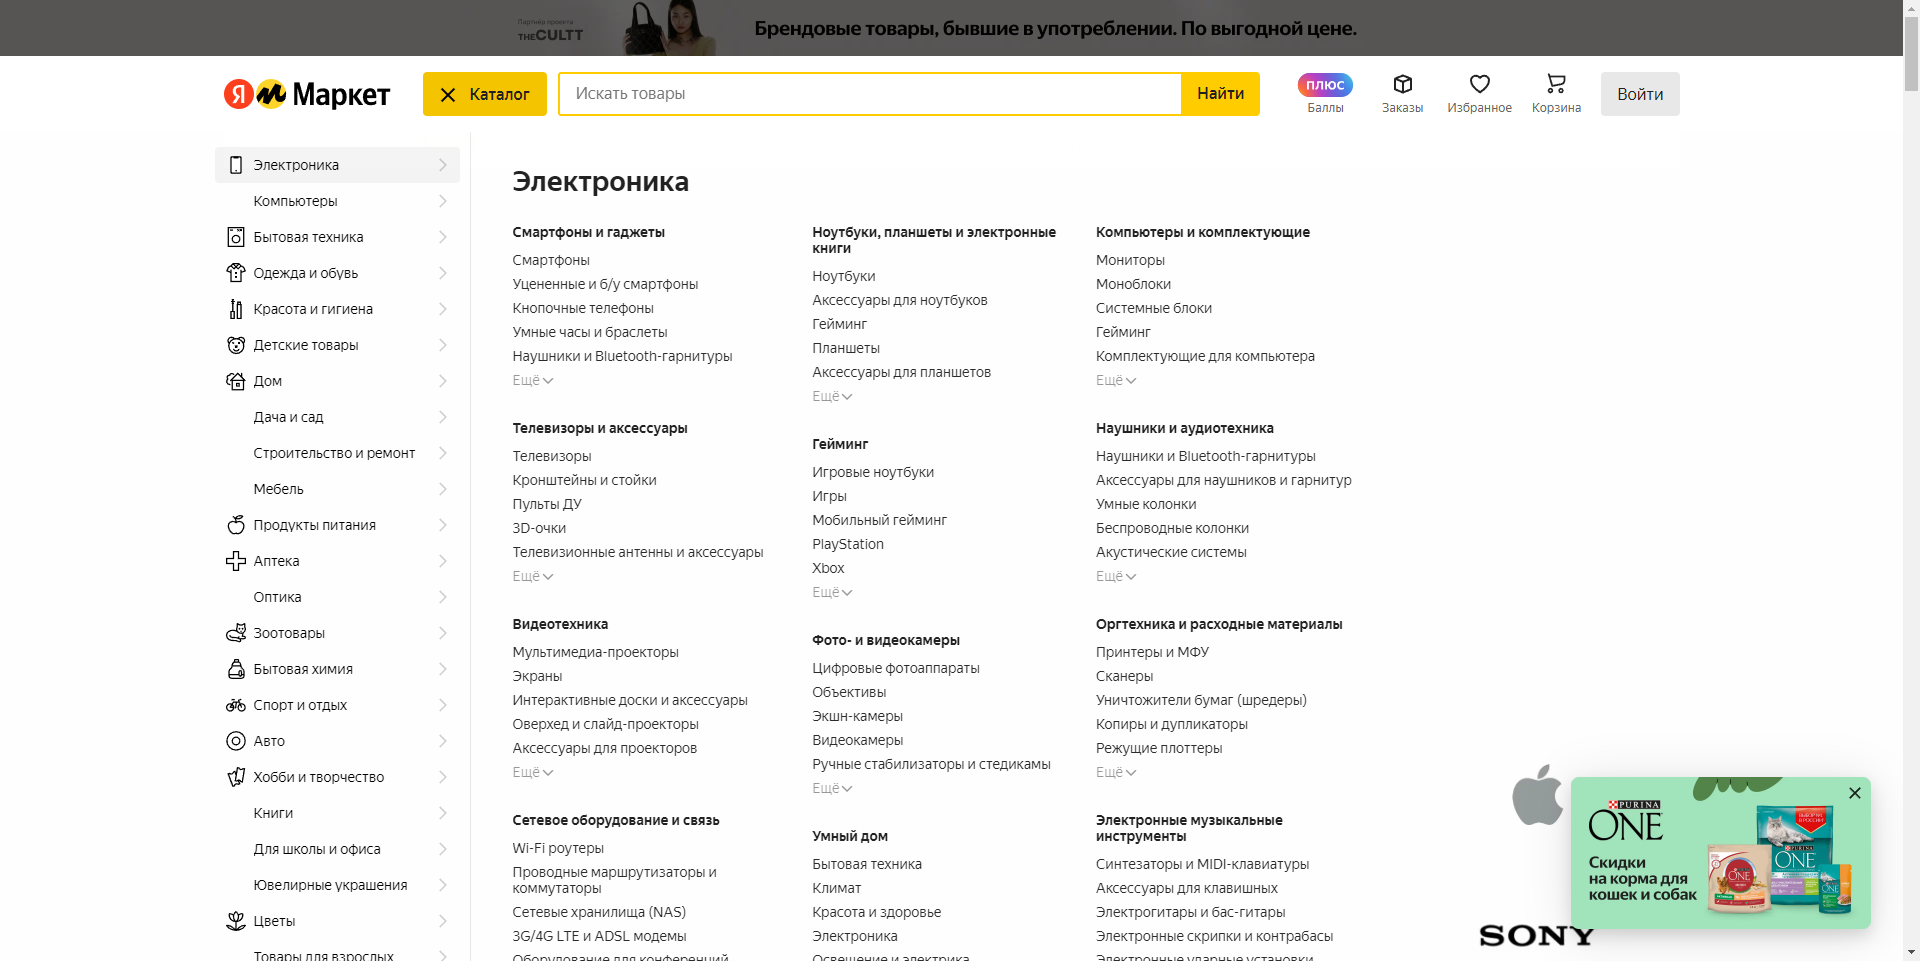 Партнёр проекта
THECULTT
Брендовые товары, бывшие в употреблении. По выгодной цене.
Я Маркет
Каталог
Искать товары
Найти
ПЛЮС
Баллы
Заказы
Избранное
Корзина
Войти
Электроника
Компьютеры
Бытовая техника
Одежда и обувь
Красота и гигиена
Детские товары
Дом
Дача и сад
Строительство и ремонт
Мебель
Продукты питания
Аптека
Оптика
Зоотовары
Бытовая химия
Спорт и отдых
Авто
Хобби и творчество
Книги
Для школы и офиса
Ювелирные украшения
Цветы
Товары для взрослых
Электроника
Смартфоны и гаджеты
Смартфоны
Уцененные и б/у смартфоны
Кнопочные телефоны
Умные часы и браслеты
Наушники и Bluetooth-гарнитуры
Ещё
Телевизоры и аксессуары
Телевизоры
Кронштейны и стойки
Пульты ДУ
3D-очки
Телевизионные антенны и аксессуары
Ещё
Видеотехника
Мультимедиа-проекторы
Экраны
Интерактивные доски и аксессуары
Оверхед и слайд-проекторы
Аксессуары для проекторов
Ещё
Сетевое оборудование и связь
Wi-Fi роутеры
Проводные маршрутизаторы и
коммутаторы
Сетевые хранилища (NAS)
3G/4G LTE и ADSL модемы
Оборудование для конференций
Ноутбуки, планшеты и электронные
книги
Ноутбуки
Аксессуары для ноутбуков
Гейминг
Планшеты
Аксессуары для планшетов
Ещё
Гейминг
Игровые ноутбуки
Игры
Мобильный гейминг
PlayStation
Xbox
Ещё
Фото- и видеокамеры
Цифровые фотоаппараты
Объективы
Экшн-камеры
Видеокамеры
Ручные стабилизаторы и стедикамы
Ещё
Умный дом
Бытовая техника
Климат
Красота и здоровье
Электроника
Освещение и электрика
Компьютеры и комплектующие
Мониторы
Моноблоки
Системные блоки
Гейминг
Комплектующие для компьютера
Ещё
Наушники и аудиотехника
Наушники и Bluetooth-гарнитуры
Аксессуары для наушников и гарнитур
Умные колонки
Беспроводные колонки
Акустические системы
Ещё
Оргтехника и расходные материалы
Принтеры и МФУ
Сканеры
Уничтожители бумаг (шредеры)
Копиры и дупликаторы
Режущие плоттеры
Ещё
Электронные музыкальные
инструменты
Синтезаторы и MIDI-клавиатуры
Аксессуары для клавишных
Электрогитары и бас-гитары
Электронные скрипки и контрабасы
Электронные ударные установки
PURINA
ONE
Скидки
на корма для
кошек и собак
PURINA
ONE
ONE
ONE
SONY